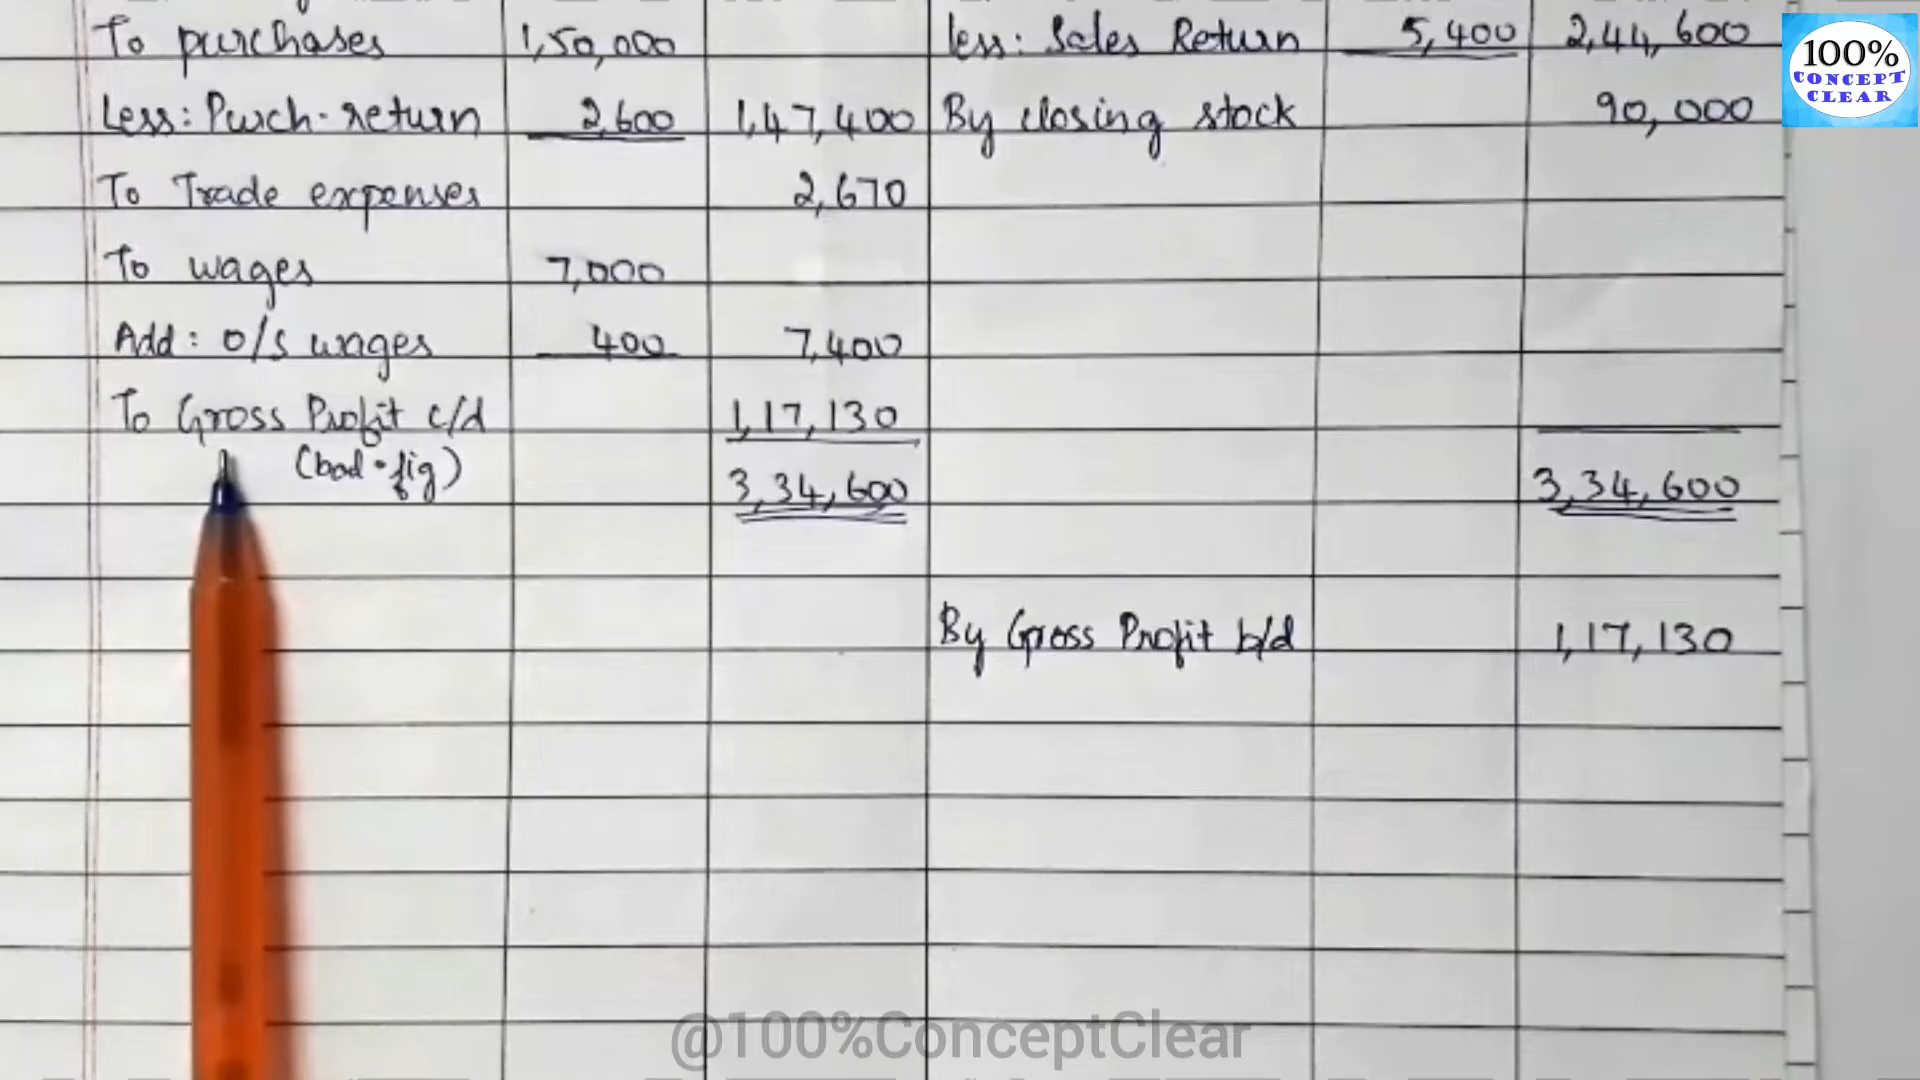 To purchases 1,50,000 less: Sales Return 5,400 2,44,600
Less: Purch. return 2,600 1,47,400 By closing stock 90,000
To Trade expenses 2,670
To wages 7,000
Add: O/S wages 400 7,400
To Gross Profit c/d 1,17,130
(bal. fig) 3,34,600 3,34,600
By Gross Profit b/d 1,17,130
100%
CONCEPT
CLEAR
@100%ConceptClear